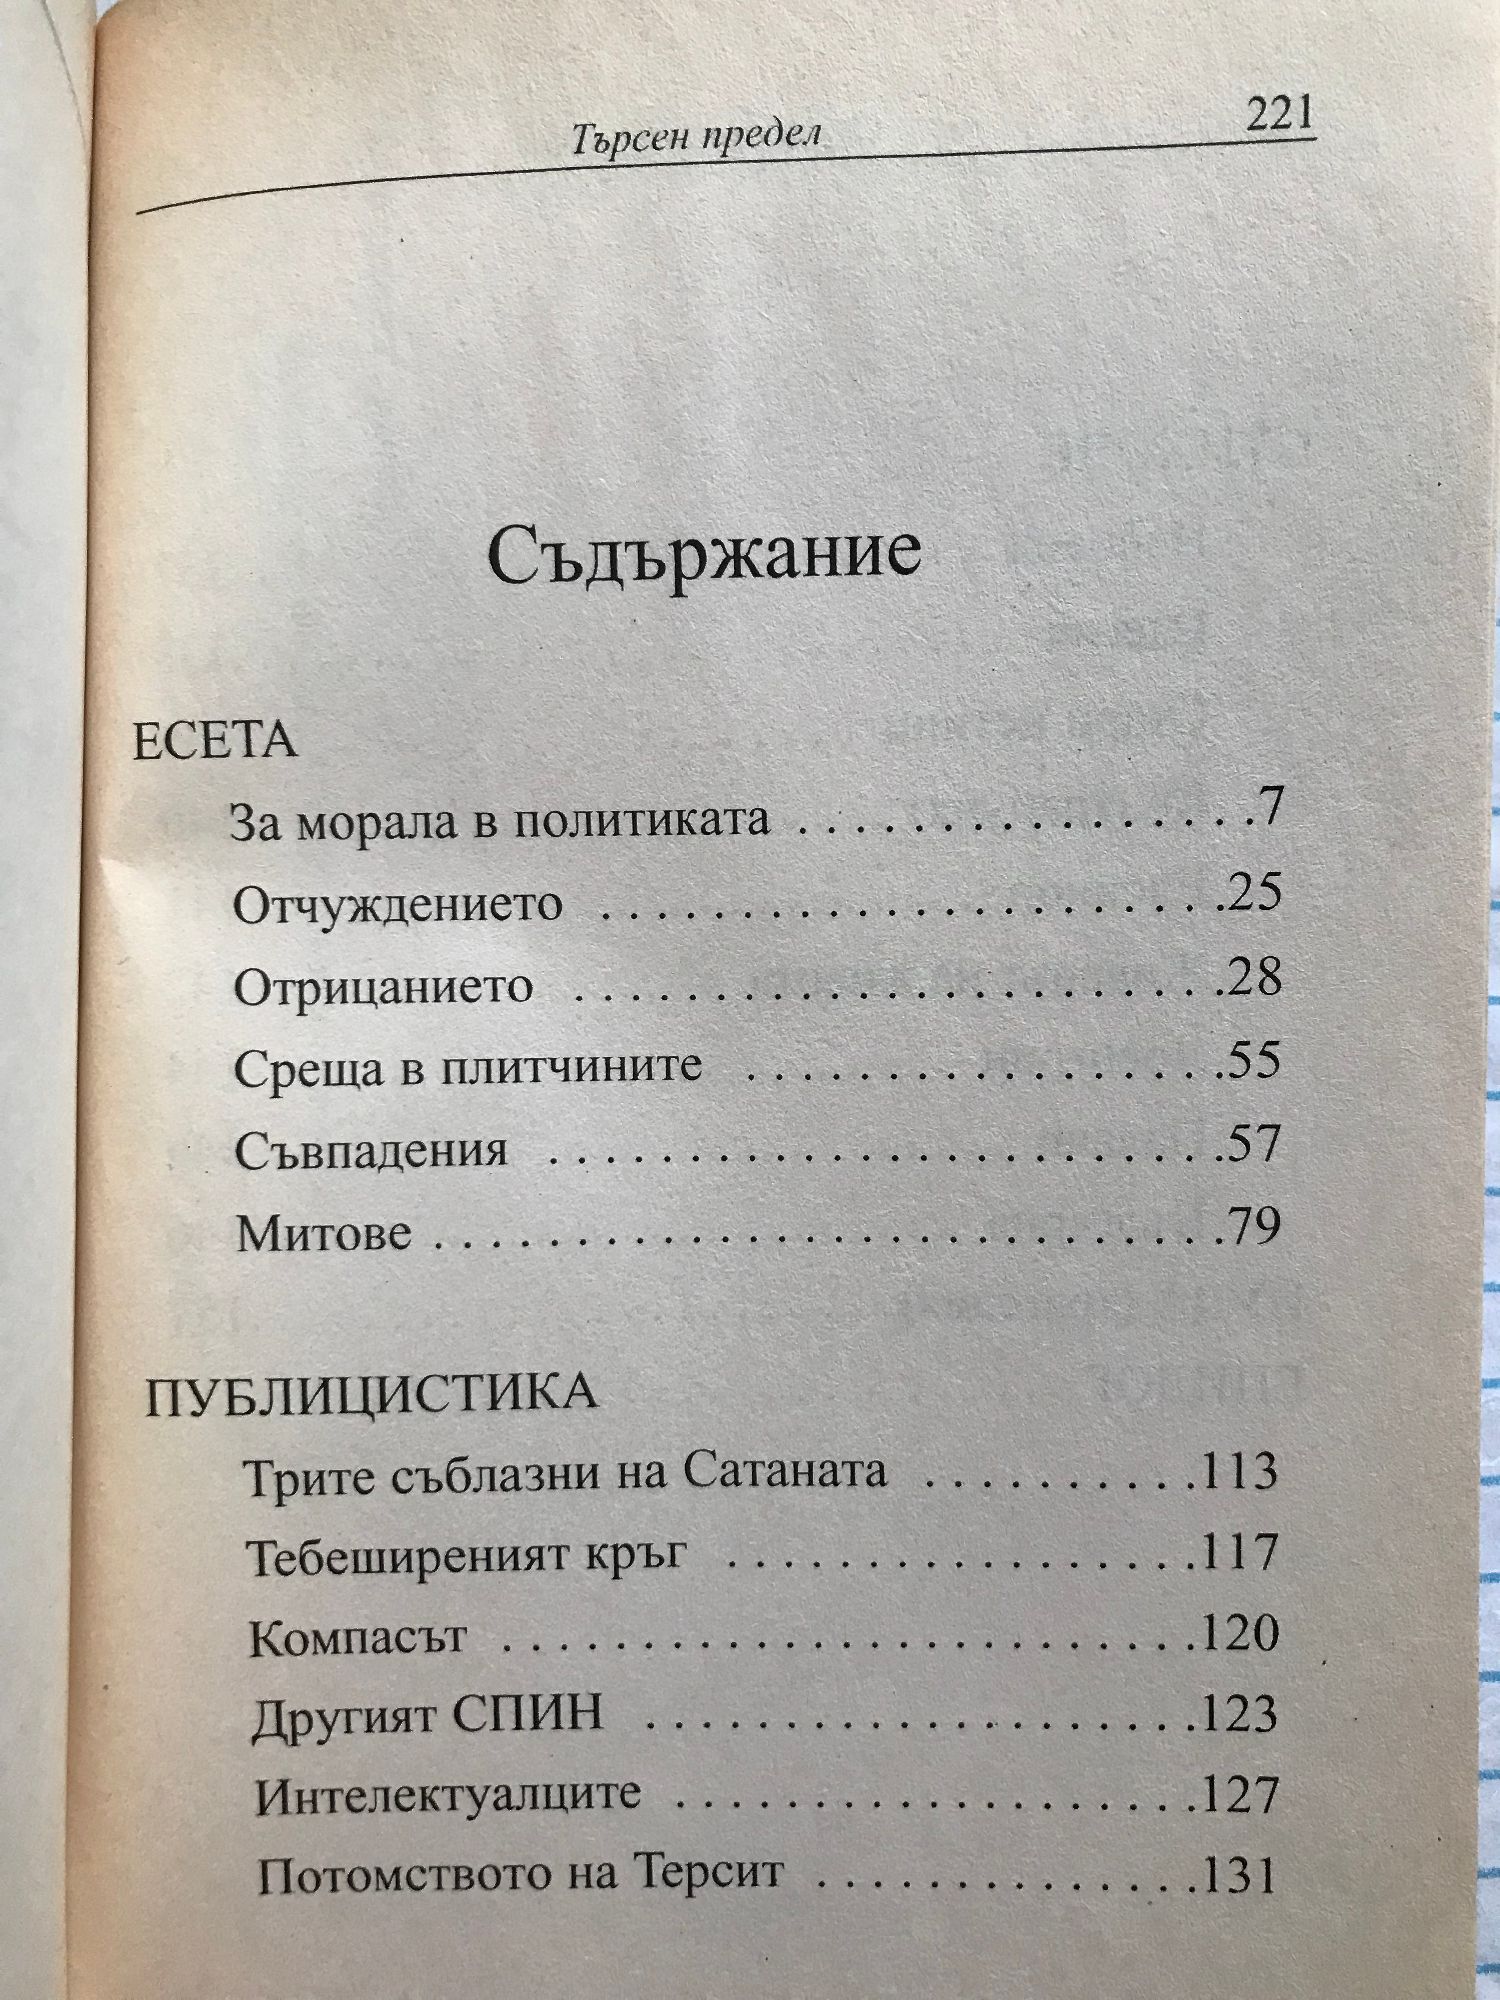 Търсен предел 221
Съдържание
ЕСЕТА
За морала в политиката . . . . . . . . . . . . . . . . .7
Отчуждението . . . . . . . . . . . . . . . . . . . . . . .25
Отрицанието . . . . . . . . . . . . . . . . . . . . . . . .28
Среща в плитчините . . . . . . . . . . . . . . . . . .55
Съвпадения . . . . . . . . . . . . . . . . . . . . . . . . .57
Митове . . . . . . . . . . . . . . . . . . . . . . . . . . . . .79
ПУБЛИЦИСТИКА
Трите съблазни на Сатаната . . . . . . . . . .113
Тебеширеният кръг . . . . . . . . . . . . . . . . .117
Компасът . . . . . . . . . . . . . . . . . . . . . . . . .120
Другият СПИН . . . . . . . . . . . . . . . . . . . .123
Интелектуалците . . . . . . . . . . . . . . . . . . .127
Потомството на Терсит . . . . . . . . . . . . . .131